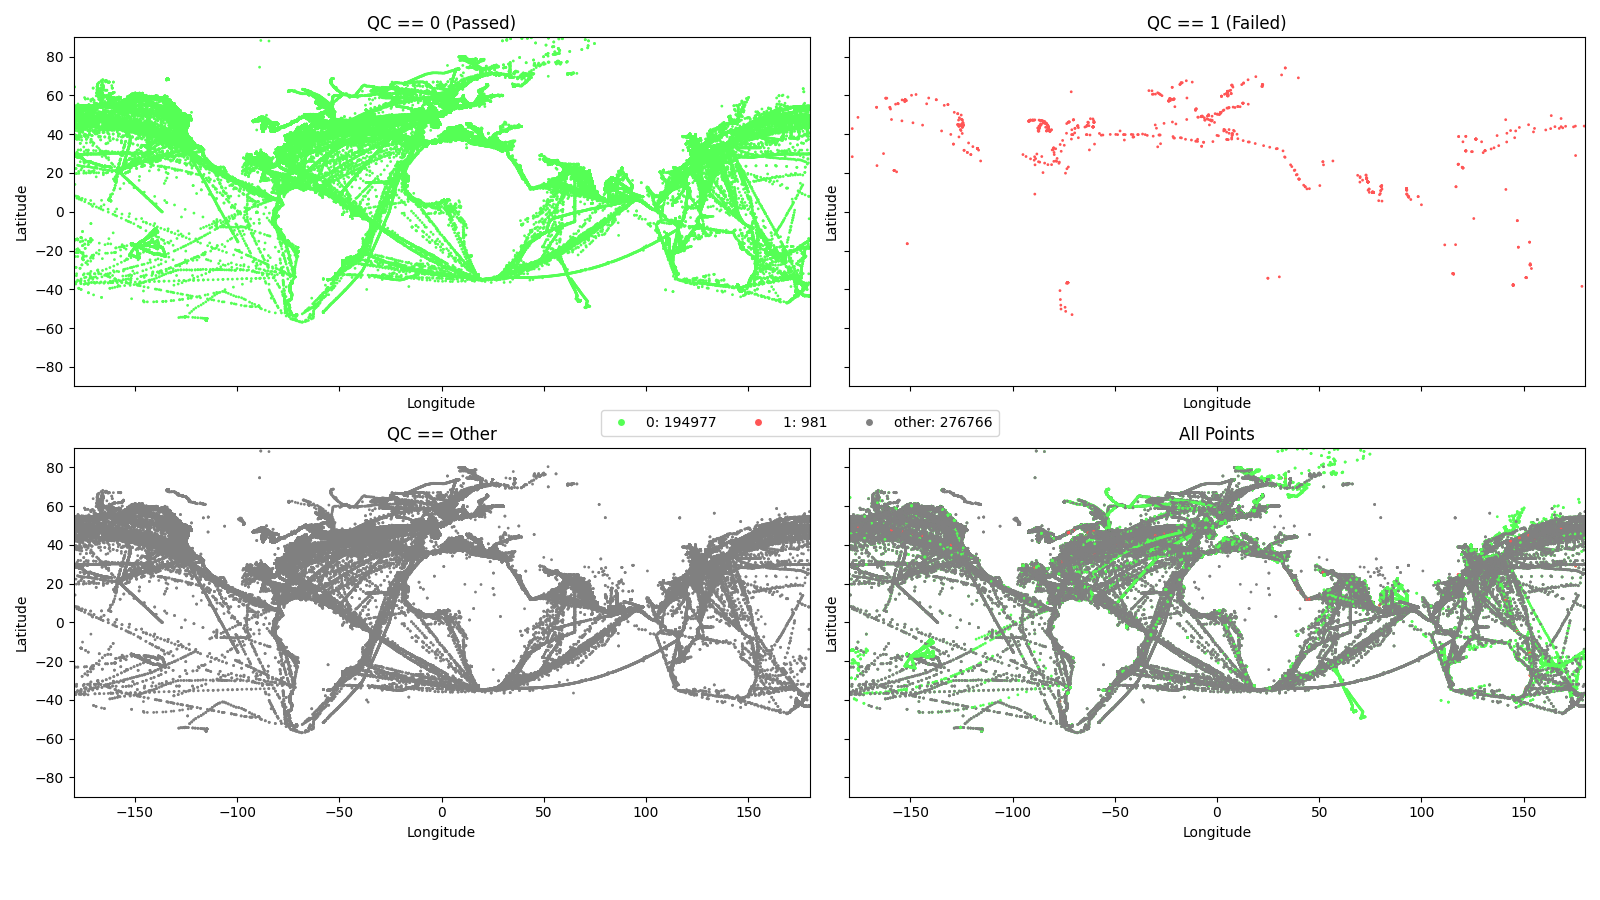 QC == 0 (Passed)
QC == 1 (Failed)
80
60
40
20
0
−20
−40
−60
−80
Latitude
Latitude
Longitude
Longitude
0: 194977 1: 981 other: 276766
QC == Other
All Points
80
60
40
20
0
−20
−40
−60
−80
Latitude
Latitude
−150 −100 −50 0 50 100 150
−150 −100 −50 0 50 100 150
Longitude
Longitude